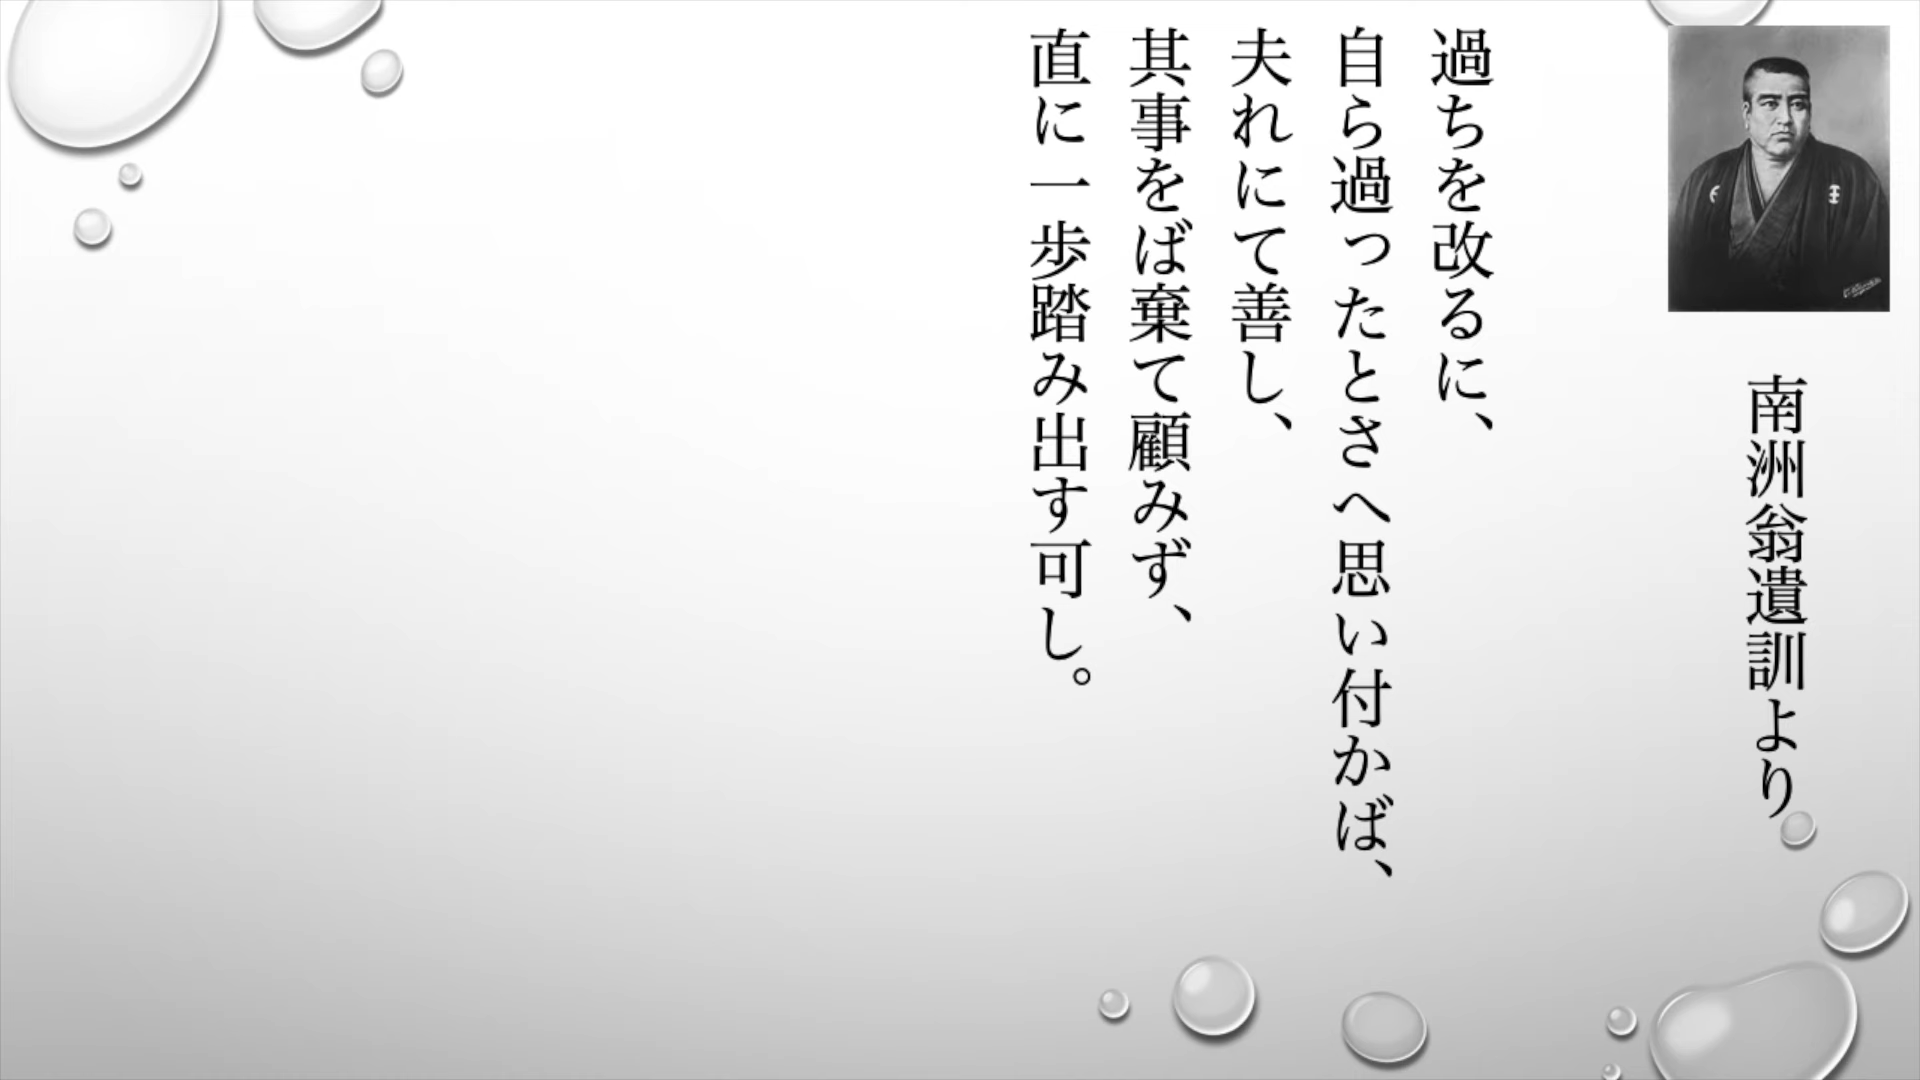 南洲翁遺訓より
過ちを改るに、
自ら過ったとさへ思い付かば、
夫れにて善し、
其事をば棄て顧みず、
直に一歩踏み出す可し。